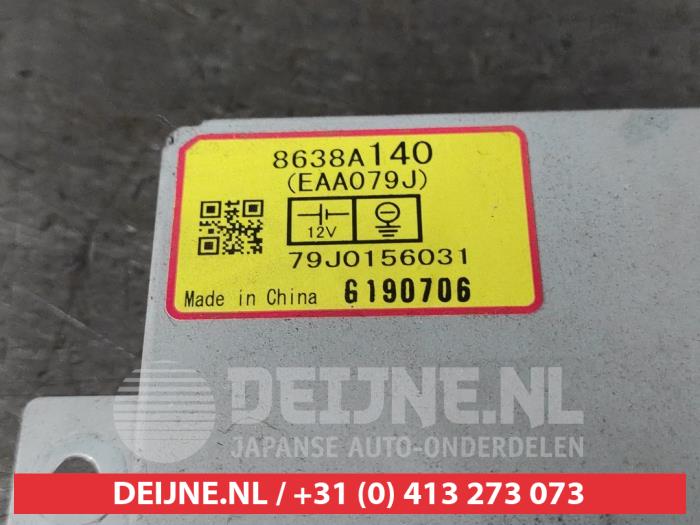 8638A140
(EAA079J)
12V
79J0156031
Made in China 6190706
DEIJNE.NL
JAPANSE AUTO-ONDERDELEN
DEIJNE.NL / +31 (0) 413 273 073